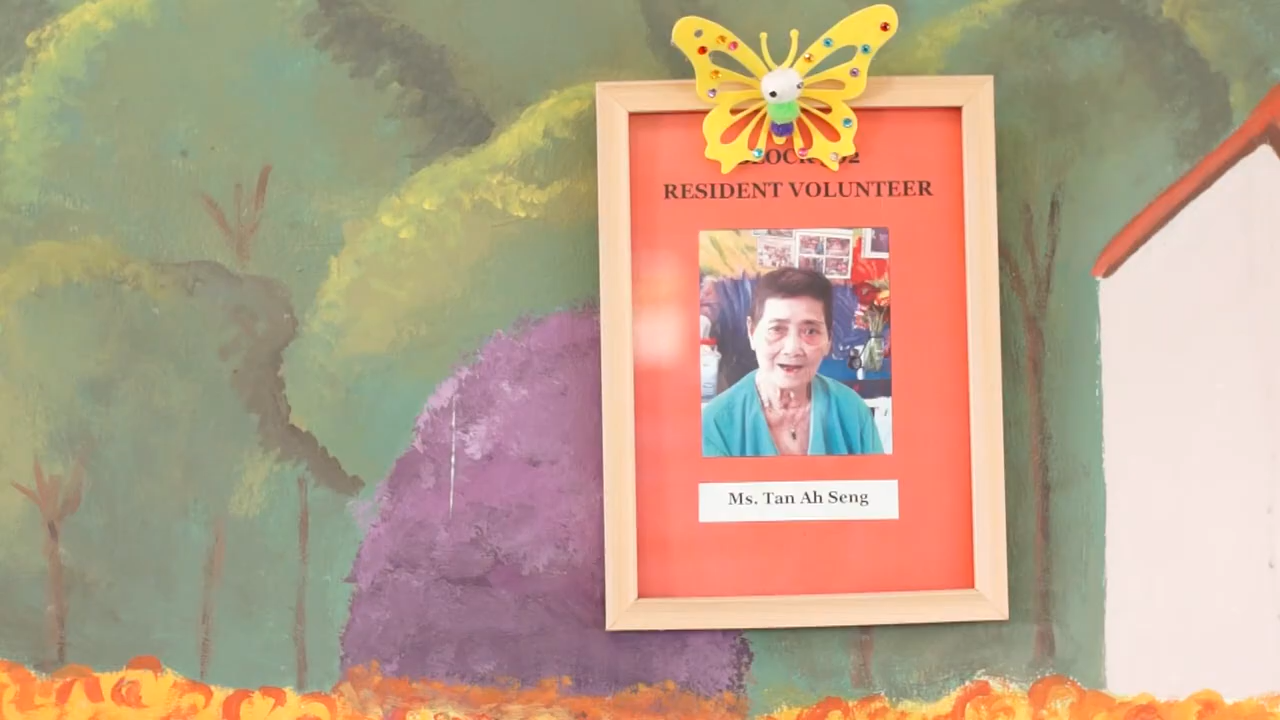 RESIDENT VOLUNTEER
Ms. Tan Ah Seng